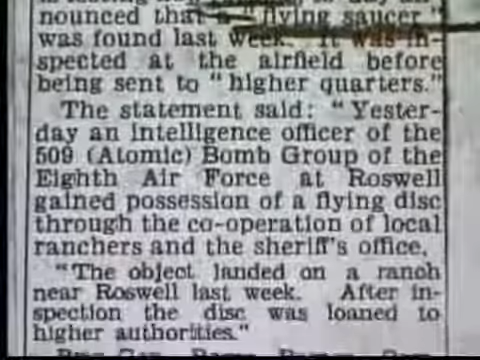 nounced that a "flying saucer"
was found last week. It was in-
spected at the airfield before
being sent to "higher quarters."
The statement said: "Yester-
day an intelligence officer of the
509 (Atomic) Bomb Group of the
Eighth Air Force at Roswell
gained possession of a flying disc
through the co-operation of local
ranchers and the sheriff's office.
"The object landed on a ranch
near Roswell last week. After in-
spection the disc was loaned to
higher authorities."